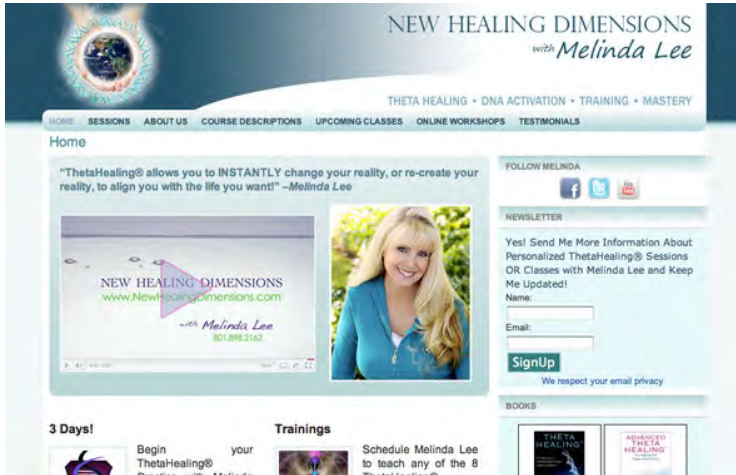 NEW HEALING DIMENSIONS
with Melinda Lee
THETA HEALING • DNA ACTIVATION • TRAINING • MASTERY
HOME SESSIONS ABOUT US COURSE DESCRIPTIONS UPCOMING CLASSES ONLINE WORKSHOPS TESTIMONIALS
Home
"ThetaHealing® allows you to INSTANTLY change your reality, or re-create your
reality, to align you with the life you want!" –Melinda Lee
NEW HEALING DIMENSIONS
www.NewHealingDimensions.com
with Melinda Lee
801.898.2162
FOLLOW MELINDA
NEWSLETTER
Yes! Send Me More Information About
Personalized ThetaHealing® Sessions
OR Classes with Melinda Lee and Keep
Me Updated!
Name:
Email:
SignUp
We respect your email privacy
BOOKS
THETA
HEALING
ADVANCED
THETA
HEALING
3 Days!
Begin your
ThetaHealing®
Practice with Melinda
Trainings
Schedule Melinda Lee
to teach any of the 8
ThetaHealing®